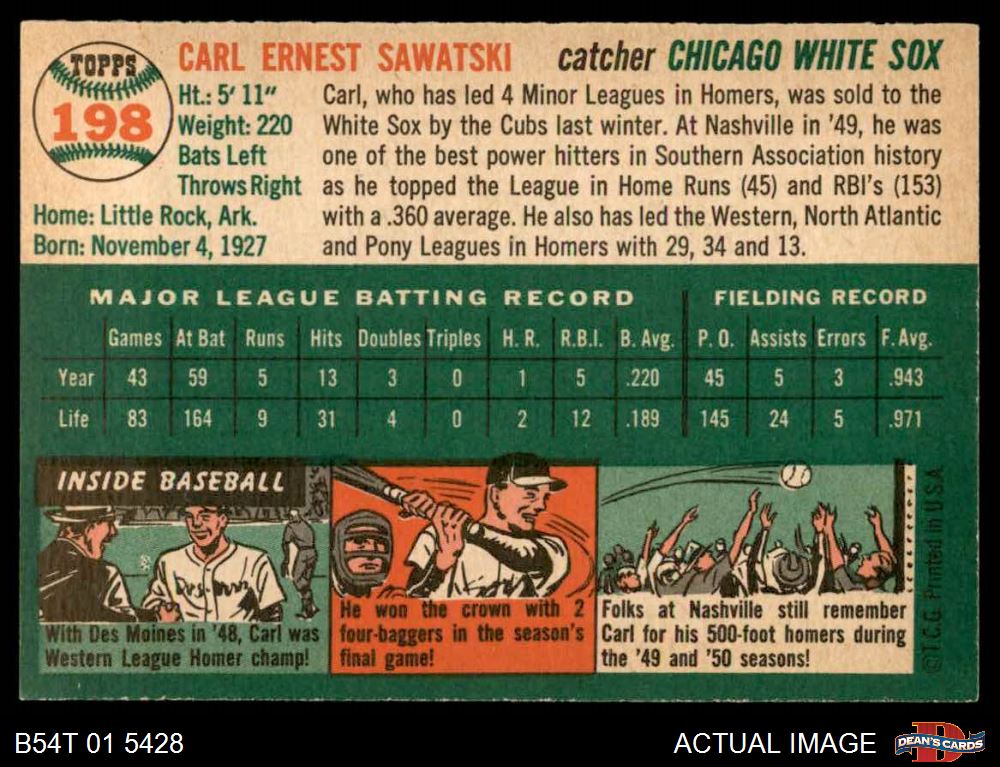 TOPPS
198
CARL ERNEST SAWATSKI catcher CHICAGO WHITE SOX
Ht.: 5' 11"
Weight: 220
Bats Left
Throws Right
Home: Little Rock, Ark.
Born: November 4, 1927
Carl, who has led 4 Minor Leagues in Homers, was sold to the
White Sox by the Cubs last winter. At Nashville in '49, he was
one of the best power hitters in Southern Association history
as he topped the League in Home Runs (45) and RBI's (153)
with a .360 average. He also has led the Western, North Atlantic
and Pony Leagues in Homers with 29, 34 and 13.
MAJOR LEAGUE BATTING RECORD FIELDING RECORD
Games At Bat Runs Hits Doubles Triples H. R. R.B.I. B. Avg. P. O. Assists Errors F. Avg.
Year 43 59 5 13 3 0 1 5 .220 45 5 3 .943
Life 83 164 9 31 4 0 2 12 .189 145 24 5 .971
INSIDE BASEBALL
With Des Moines in '48, Carl was
Western League Homer champ!
He won the crown with 2
four-baggers in the season's
final game!
Folks at Nashville still remember
Carl for his 500-foot homers during
the '49 and '50 seasons!
©T.C.G. Printed in U.S.A.
B54T 01 5428
ACTUAL IMAGE
D
DEAN'S CARDS